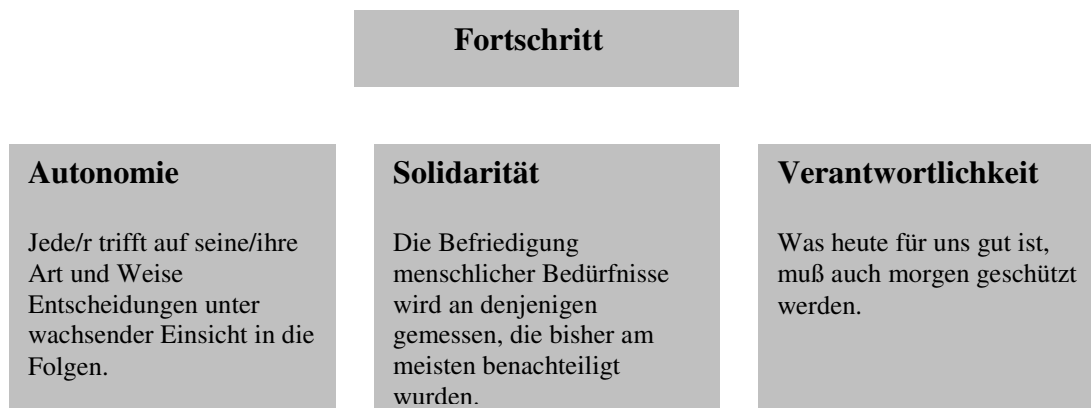 Fortschritt
Autonomie
Jede/r trifft auf seine/ihre
Art und Weise
Entscheidungen unter
wachsender Einsicht in die
Folgen.
Solidarität
Die Befriedigung
menschlicher Bedürfnisse
wird an denjenigen
gemessen, die bisher am
meisten benachteiligt
wurden.
Verantwortlichkeit
Was heute für uns gut ist,
muß auch morgen geschützt
werden.